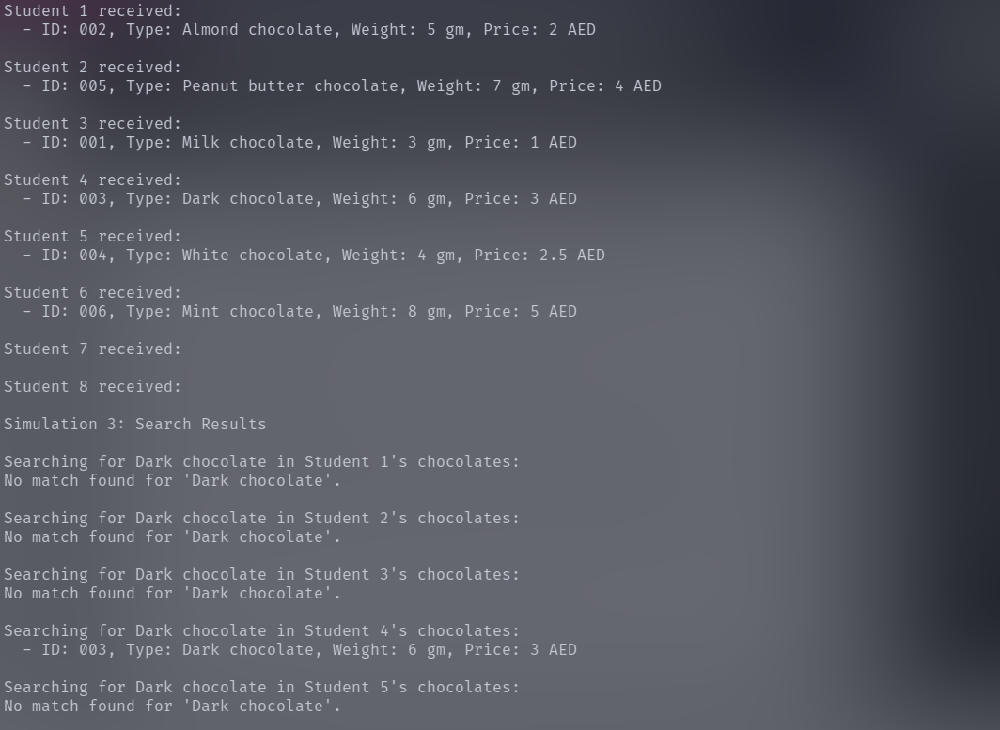 Student 1 received:
- ID: 002, Type: Almond chocolate, Weight: 5 gm, Price: 2 AED
Student 2 received:
- ID: 005, Type: Peanut butter chocolate, Weight: 7 gm, Price: 4 AED
Student 3 received:
- ID: 001, Type: Milk chocolate, Weight: 3 gm, Price: 1 AED
Student 4 received:
- ID: 003, Type: Dark chocolate, Weight: 6 gm, Price: 3 AED
Student 5 received:
- ID: 004, Type: White chocolate, Weight: 4 gm, Price: 2.5 AED
Student 6 received:
- ID: 006, Type: Mint chocolate, Weight: 8 gm, Price: 5 AED
Student 7 received:
Student 8 received:
Simulation 3: Search Results
Searching for Dark chocolate in Student 1's chocolates:
No match found for 'Dark chocolate'.
Searching for Dark chocolate in Student 2's chocolates:
No match found for 'Dark chocolate'.
Searching for Dark chocolate in Student 3's chocolates:
No match found for 'Dark chocolate'.
Searching for Dark chocolate in Student 4's chocolates:
- ID: 003, Type: Dark chocolate, Weight: 6 gm, Price: 3 AED
Searching for Dark chocolate in Student 5's chocolates:
No match found for 'Dark chocolate'.